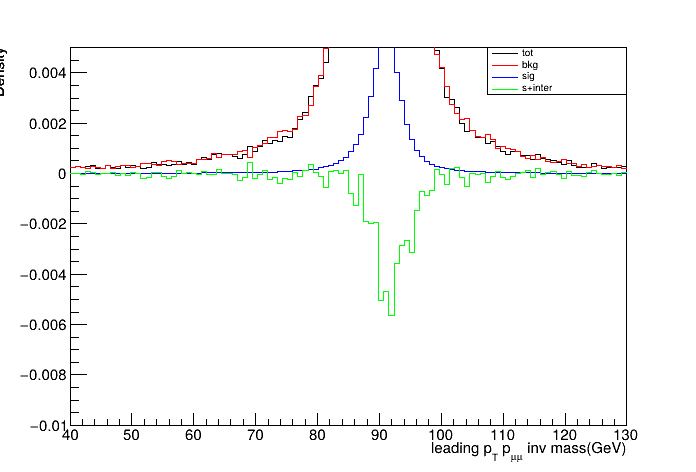 Density
tot
bkg
sig
s+inter
0.004
0.002
0
−0.002
−0.004
−0.006
−0.008
−0.01
40 50 60 70 80 90 100 110 120 130
leading p_T p_μμ inv mass(GeV)